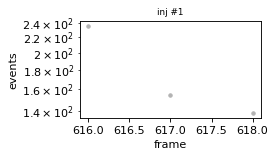 inj #1
2.4 × 10²
2.2 × 10²
2 × 10²
1.8 × 10²
1.6 × 10²
1.4 × 10²
events
616.0 616.5 617.0 617.5 618.0
frame